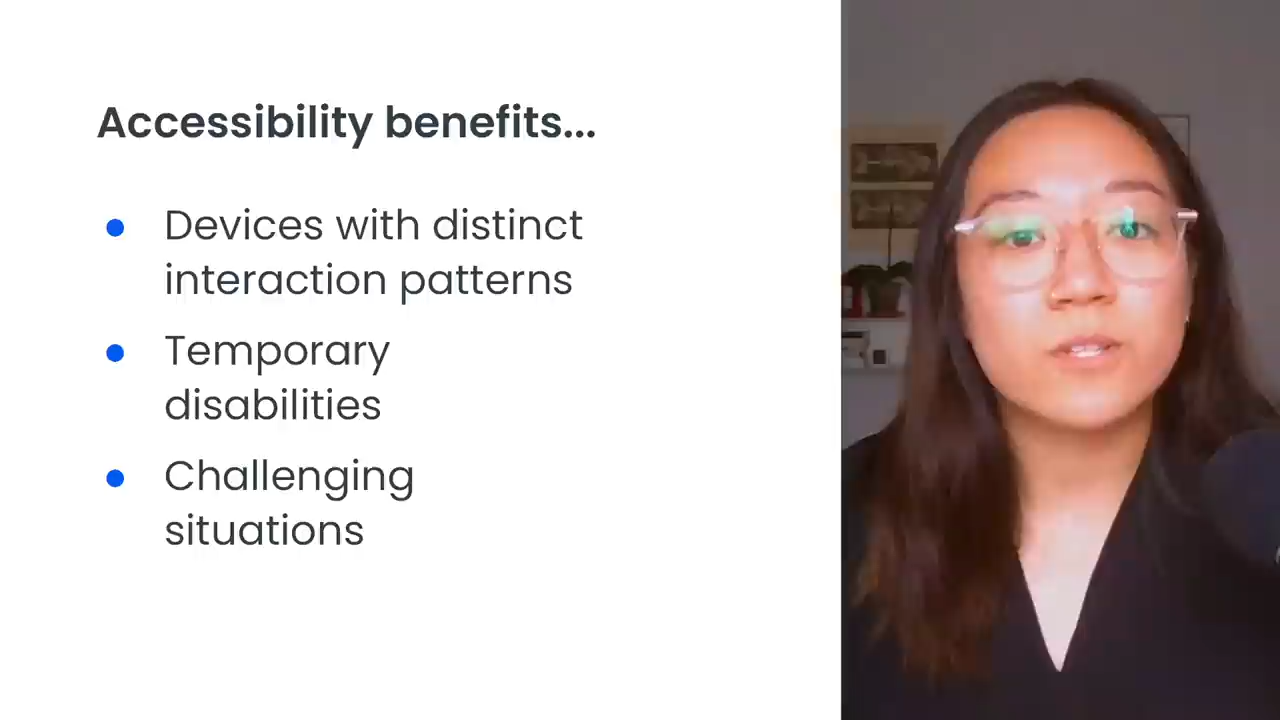 Accessibility benefits...
● Devices with distinct
interaction patterns
● Temporary
disabilities
● Challenging
situations